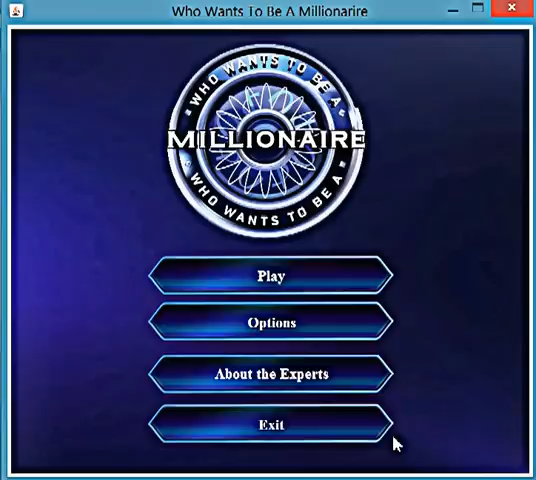 Who Wants To Be A Millionarire
WHO WANTS TO BE A
MILLIONAIRE
WHO WANTS TO BE A
Play
Options
About the Experts
Exit